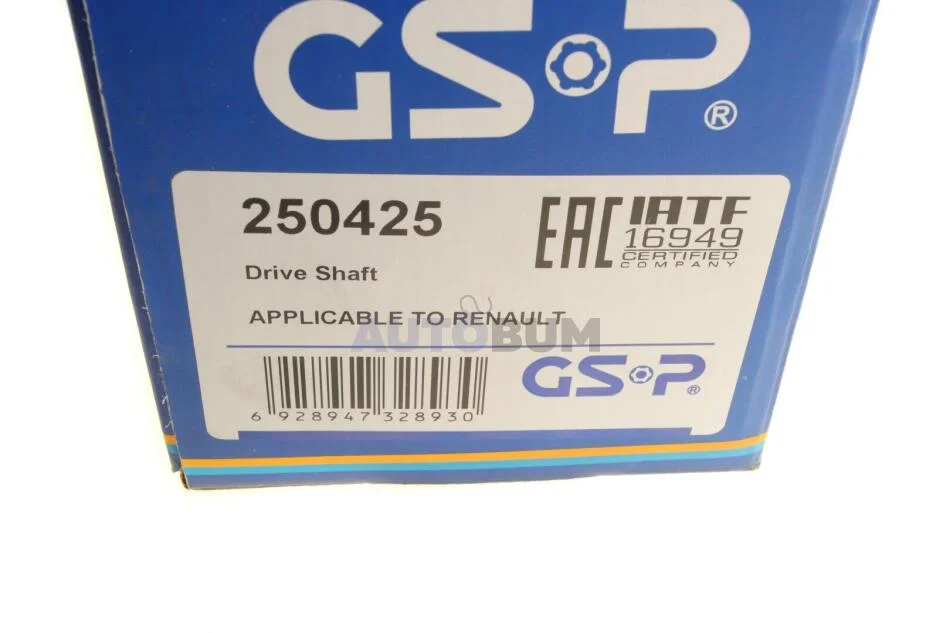 GSP®
250425
EAC
IATF
16949
CERTIFIED
COMPANY
Drive Shaft
APPLICABLE TO RENAULT
AUTOBUM
6 928947 328930
GSP®